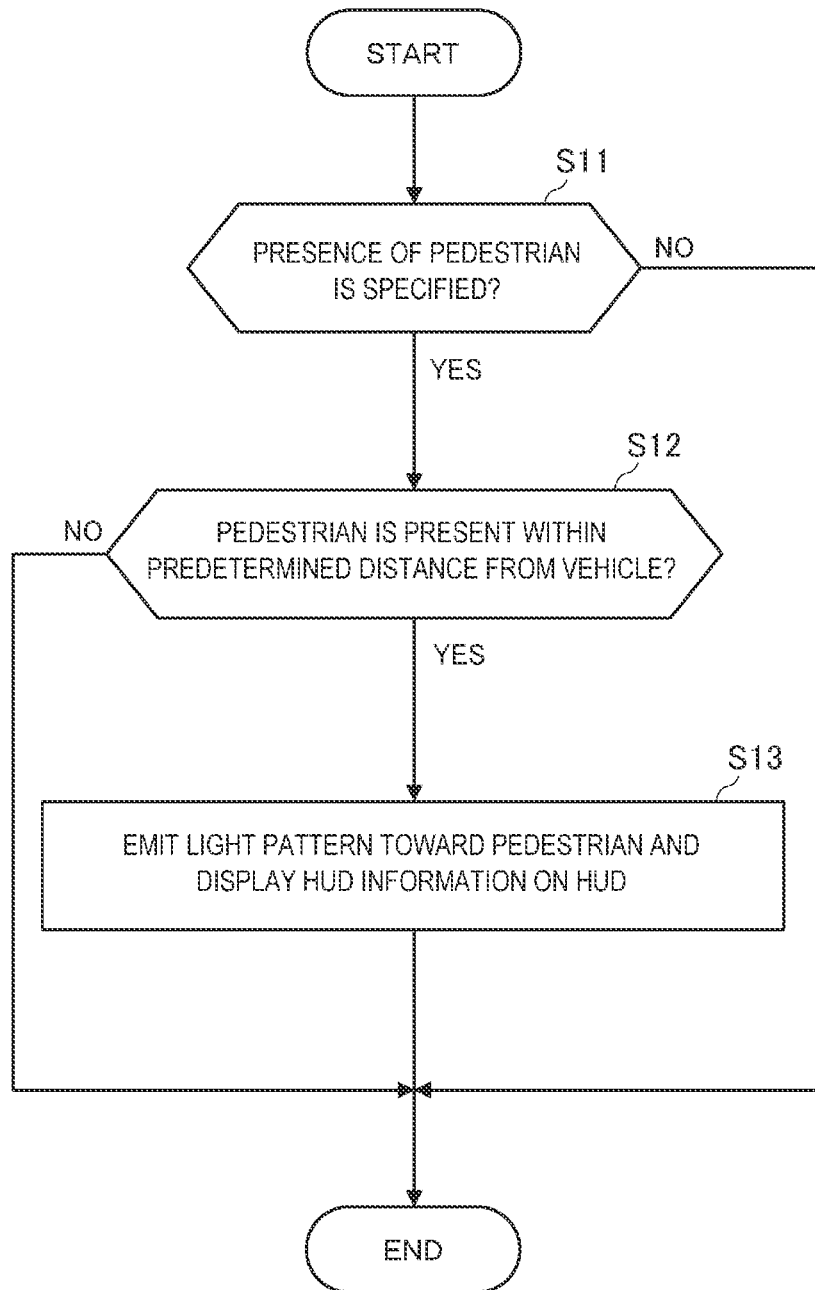 START
S11
PRESENCE OF PEDESTRIAN
IS SPECIFIED?
NO
YES
S12
NO
PEDESTRIAN IS PRESENT WITHIN
PREDETERMINED DISTANCE FROM VEHICLE?
YES
S13
EMIT LIGHT PATTERN TOWARD PEDESTRIAN AND
DISPLAY HUD INFORMATION ON HUD
END